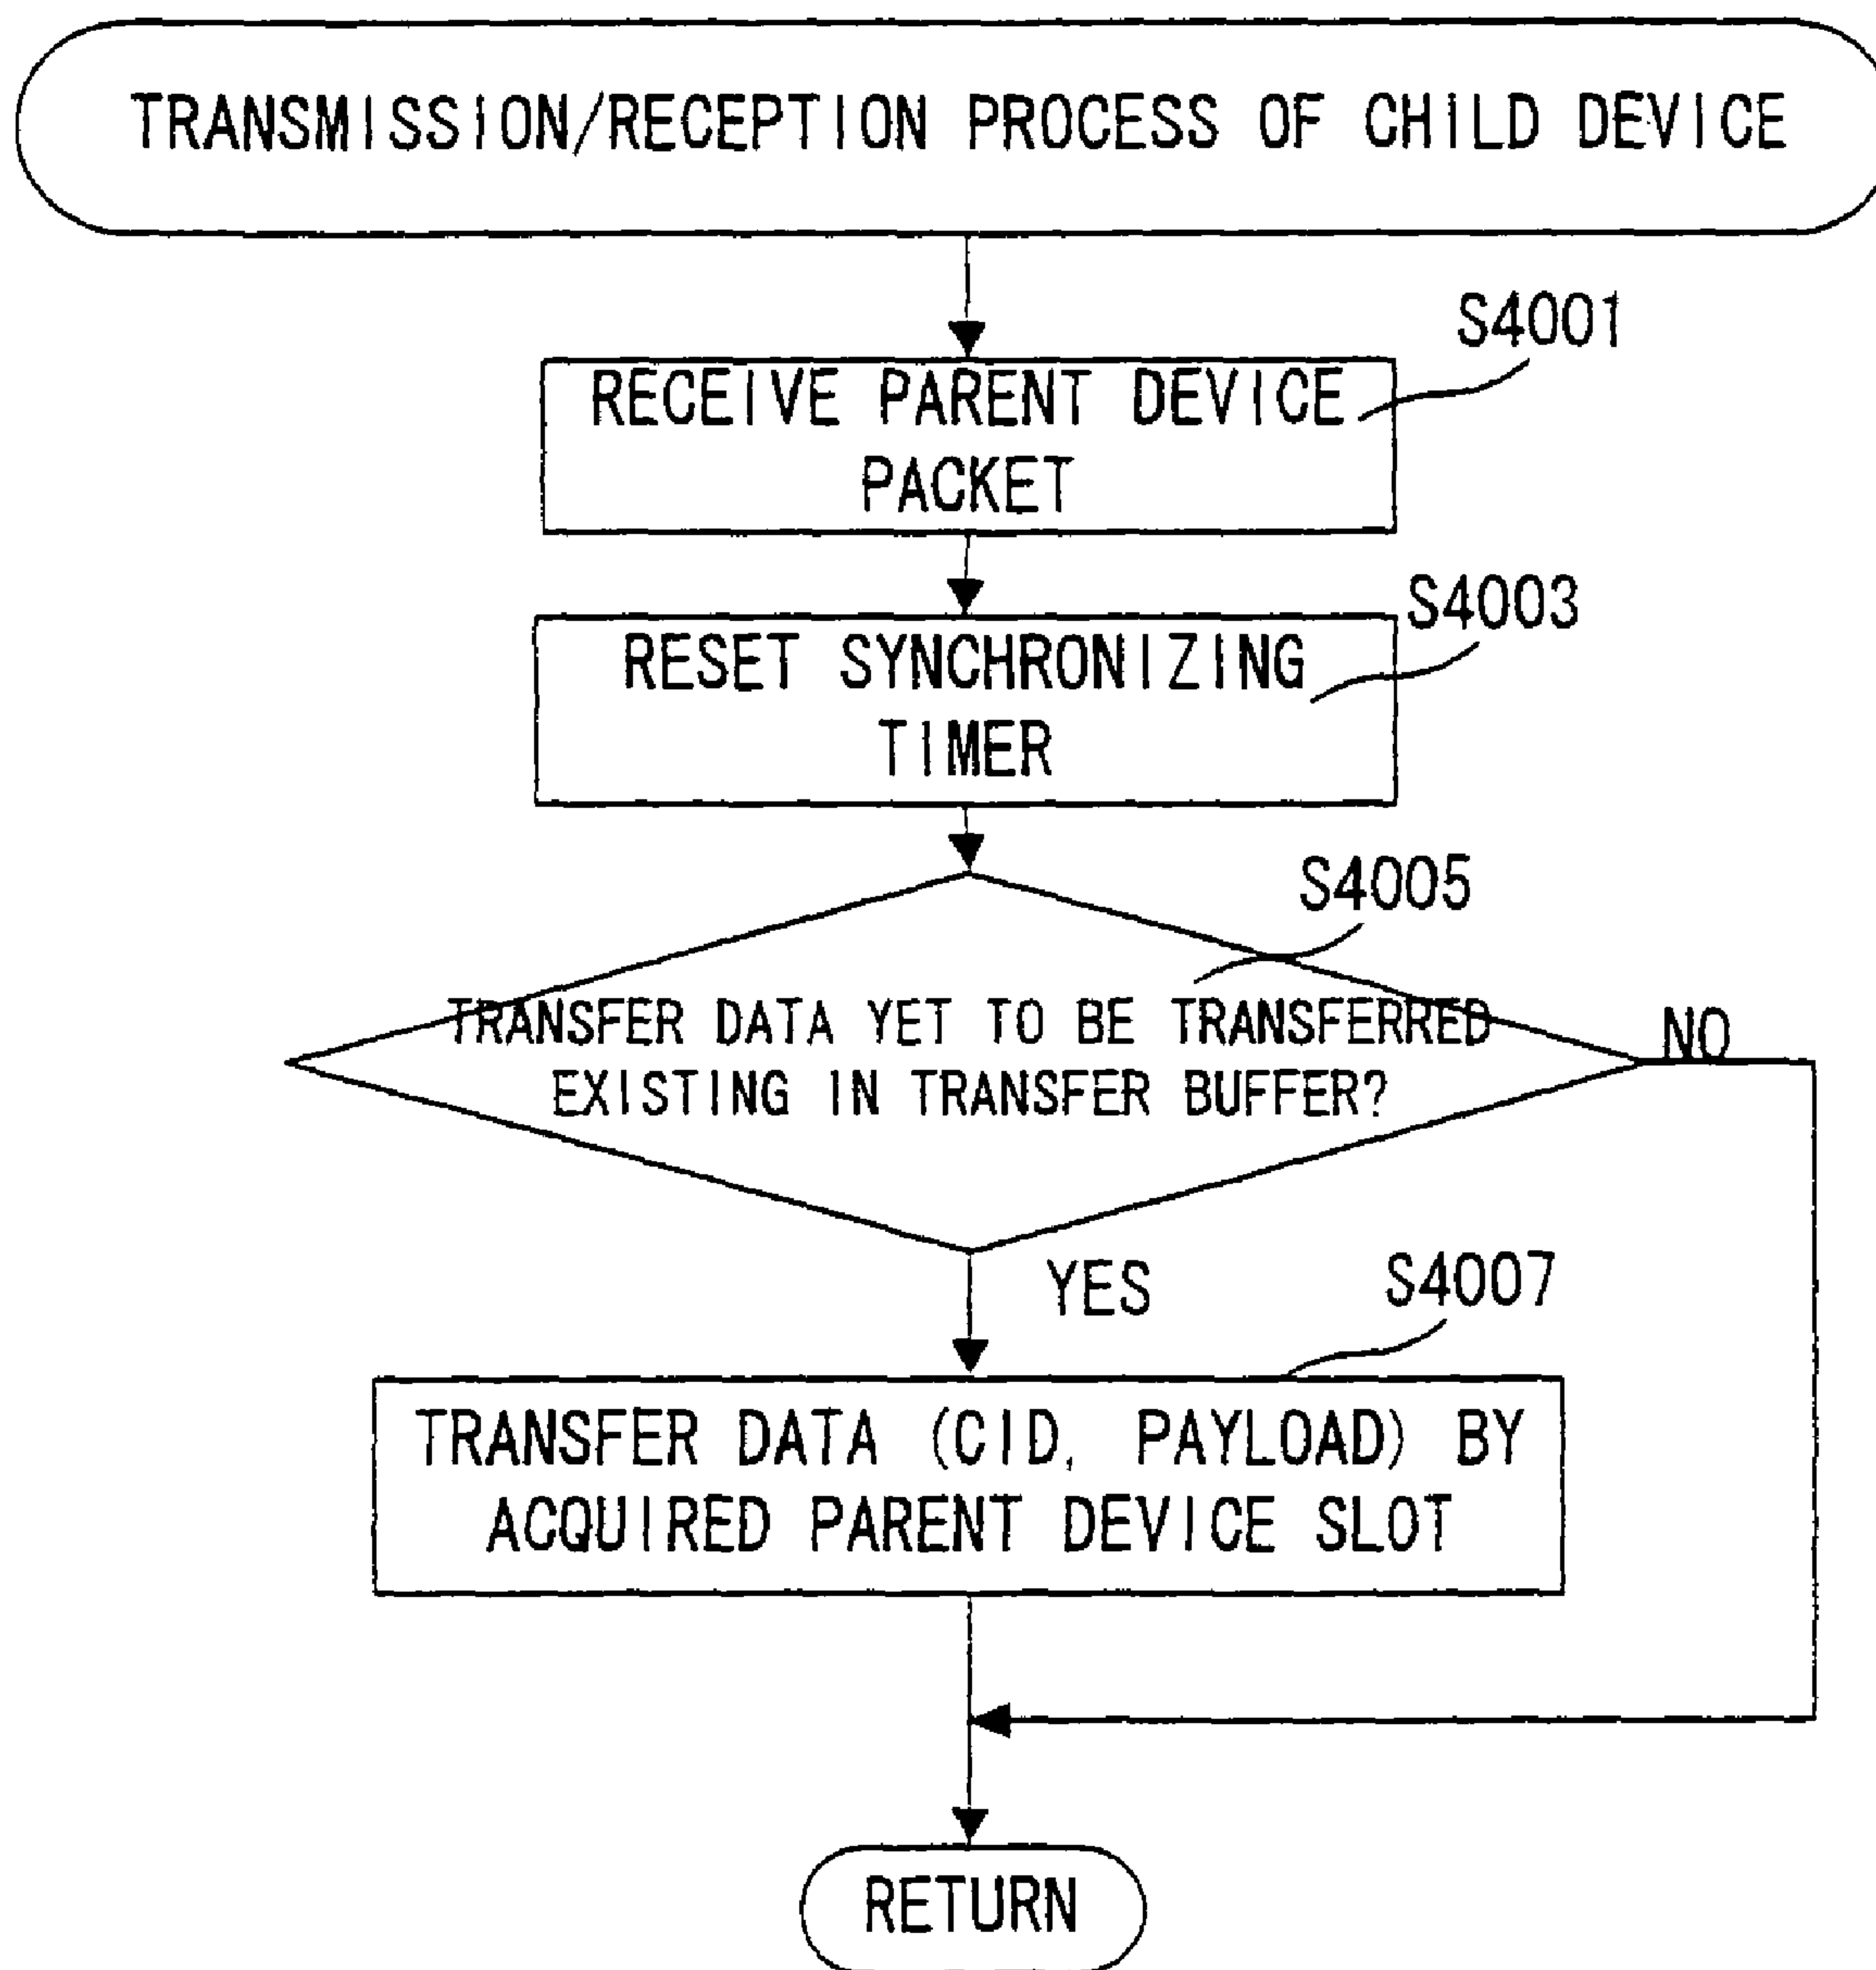 TRANSMISSION/RECEPTION PROCESS OF CHILD DEVICE
S4001
RECEIVE PARENT DEVICE
PACKET
S4003
RESET SYNCHRONIZING
TIMER
S4005
TRANSFER DATA YET TO BE TRANSFERRED
EXISTING IN TRANSFER BUFFER?
NO
YES
S4007
TRANSFER DATA (CID, PAYLOAD) BY
ACQUIRED PARENT DEVICE SLOT
RETURN